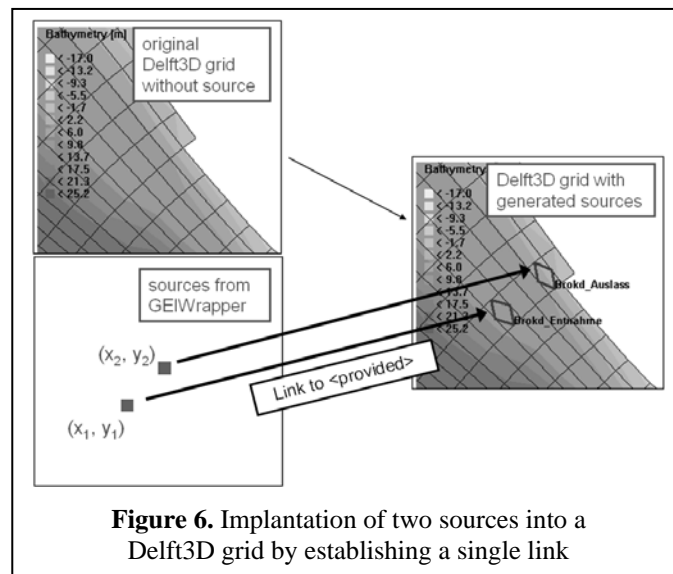 Bathymetry [m]
< -17.0
< -13.2
< -9.3
< -5.5
< -1.7
< 2.2
< 6.0
< 9.8
< 13.7
< 17.5
< 21.3
< 25.2
original
Delft3D grid
without source
Delft3D grid with
generated sources
< -17.0
< -13.2
< -9.3
< -5.5
< -1.7
< 2.2
< 6.0
< 9.8
< 13.7
< 17.5
< 21.3
< 25.2
Brokd_Auslass
Brokd_Entnahme
sources from
GEIWrapper
(x₂, y₂)
(x₁, y₁)
Link to <provided>
Figure 6. Implantation of two sources into a
Delft3D grid by establishing a single link